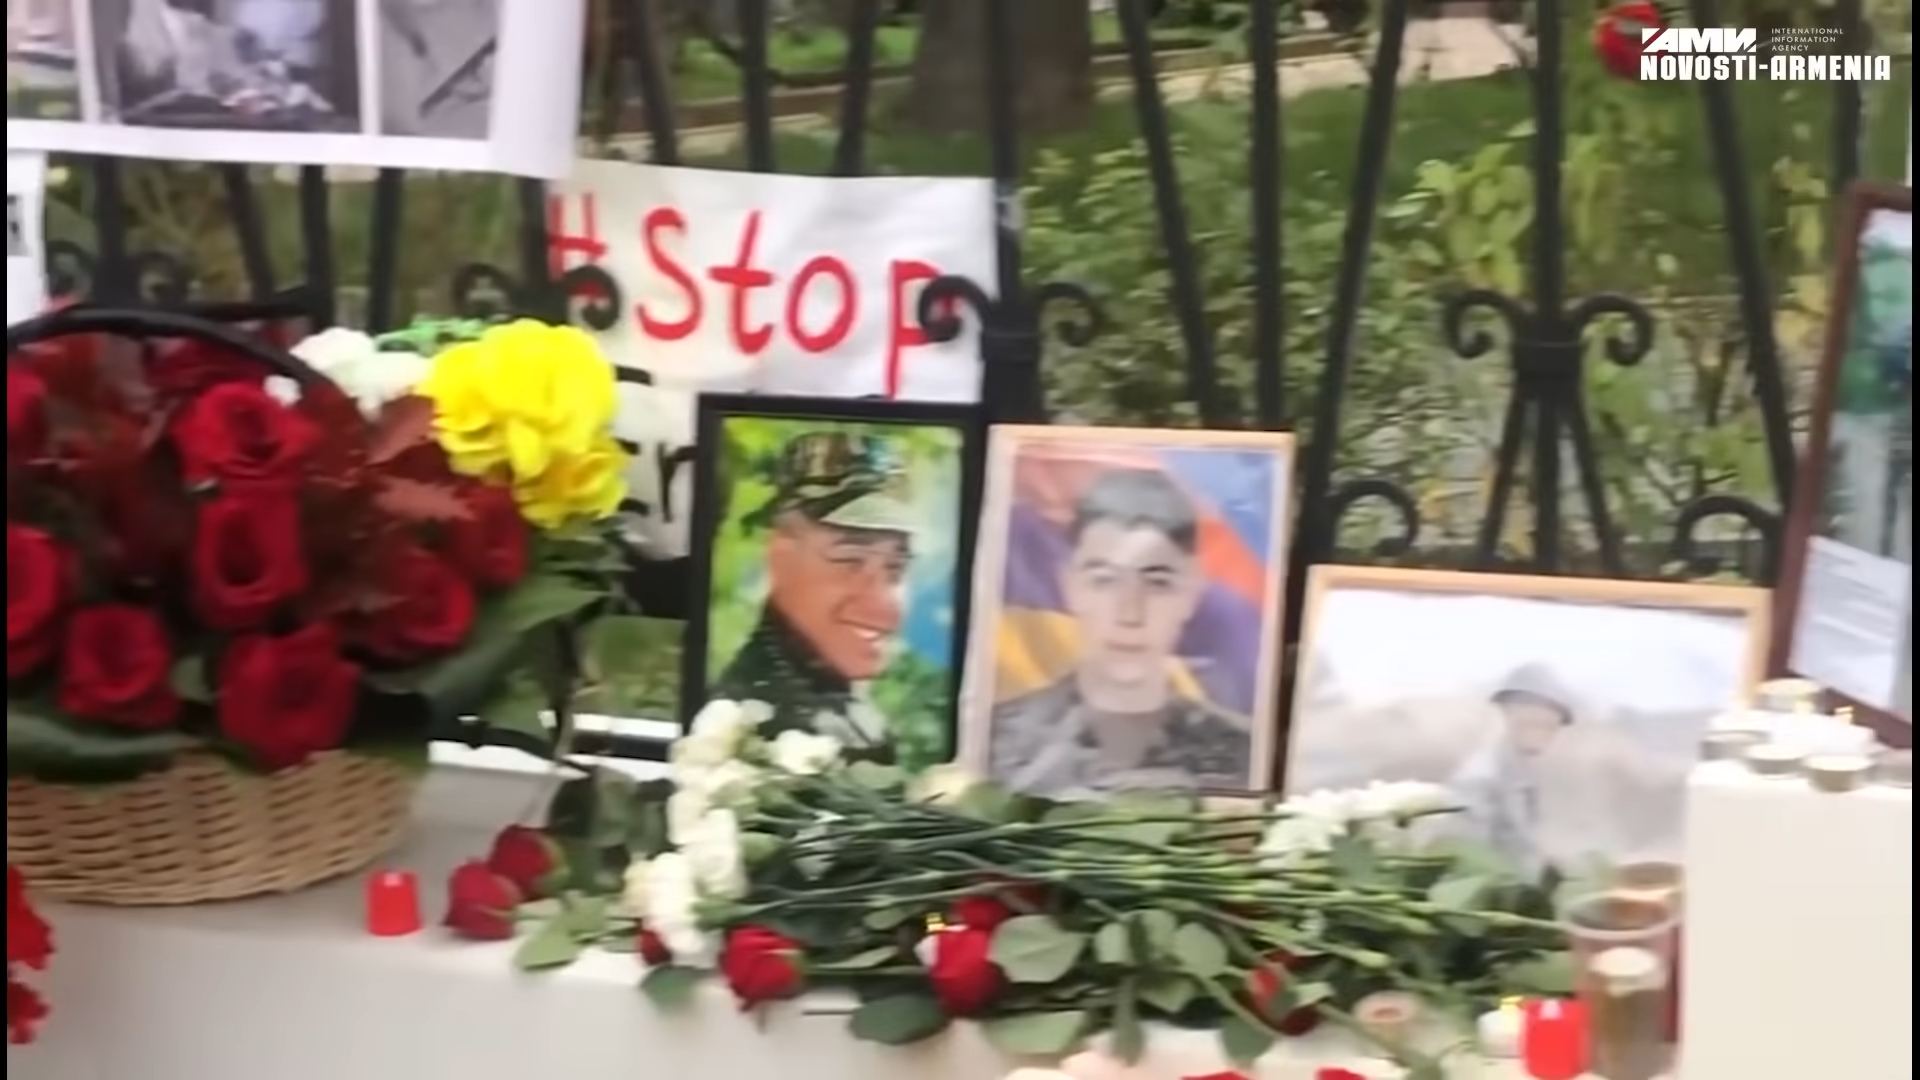 АМИ
INTERNATIONAL
INFORMATION
AGENCY
NOVOSTI-ARMENIA
#Stop